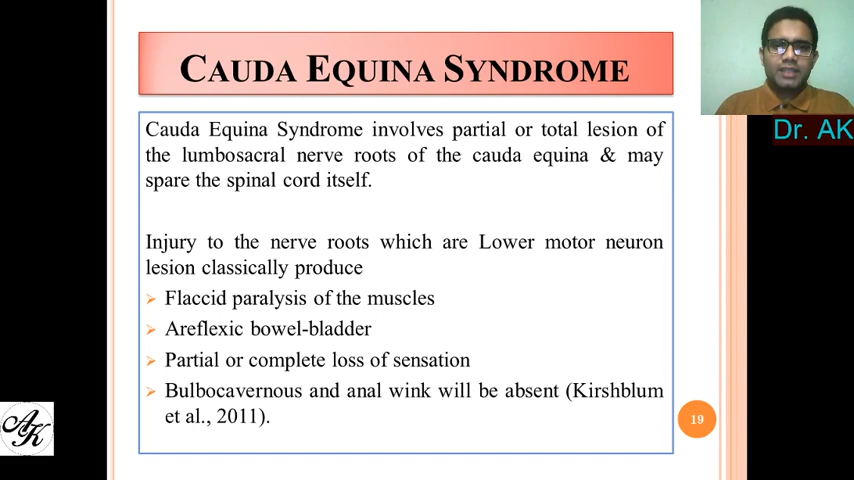 CAUDA EQUINA SYNDROME
Dr. AK
Cauda Equina Syndrome involves partial or total lesion of
the lumbosacral nerve roots of the cauda equina & may
spare the spinal cord itself.
Injury to the nerve roots which are Lower motor neuron
lesion classically produce
Flaccid paralysis of the muscles
Areflexic bowel-bladder
Partial or complete loss of sensation
Bulbocavernous and anal wink will be absent (Kirshblum
et al., 2011).
19
AK